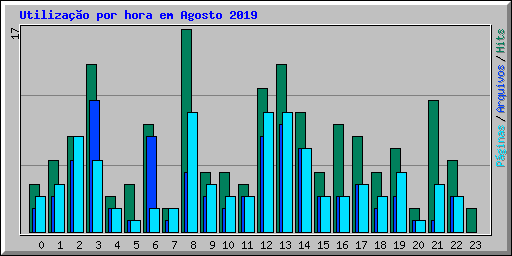 Utilização por hora em Agosto 2019
17
Páginas / Arquivos / Hits
0 1 2 3 4 5 6 7 8 9 10 11 12 13 14 15 16 17 18 19 20 21 22 23